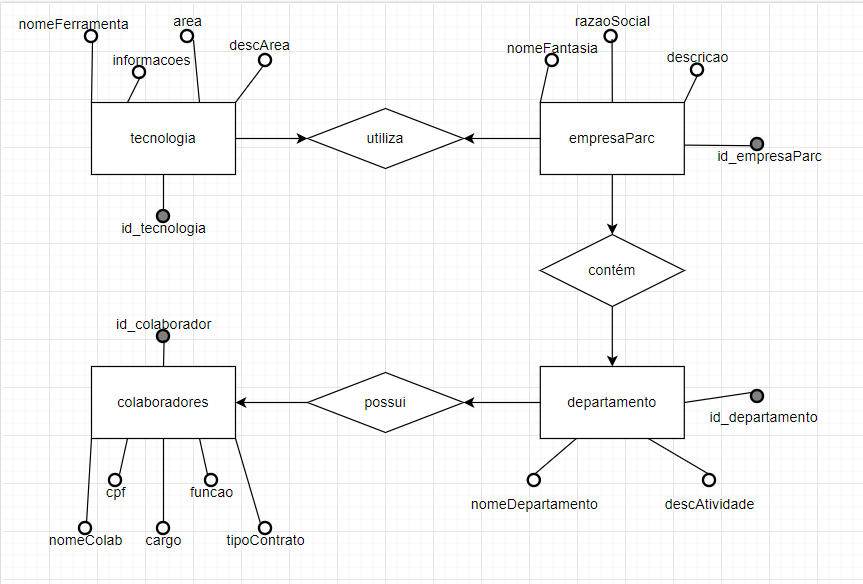 nomeFerramenta
area
informacoes
descArea
razaoSocial
nomeFantasia
descricao
tecnologia
utiliza
empresaParc
id_empresaParc
id_tecnologia
contém
id_colaborador
colaboradores
possui
departamento
id_departamento
cpf
funcao
nomeDepartamento
descAtividade
nomeColab
cargo
tipoContrato